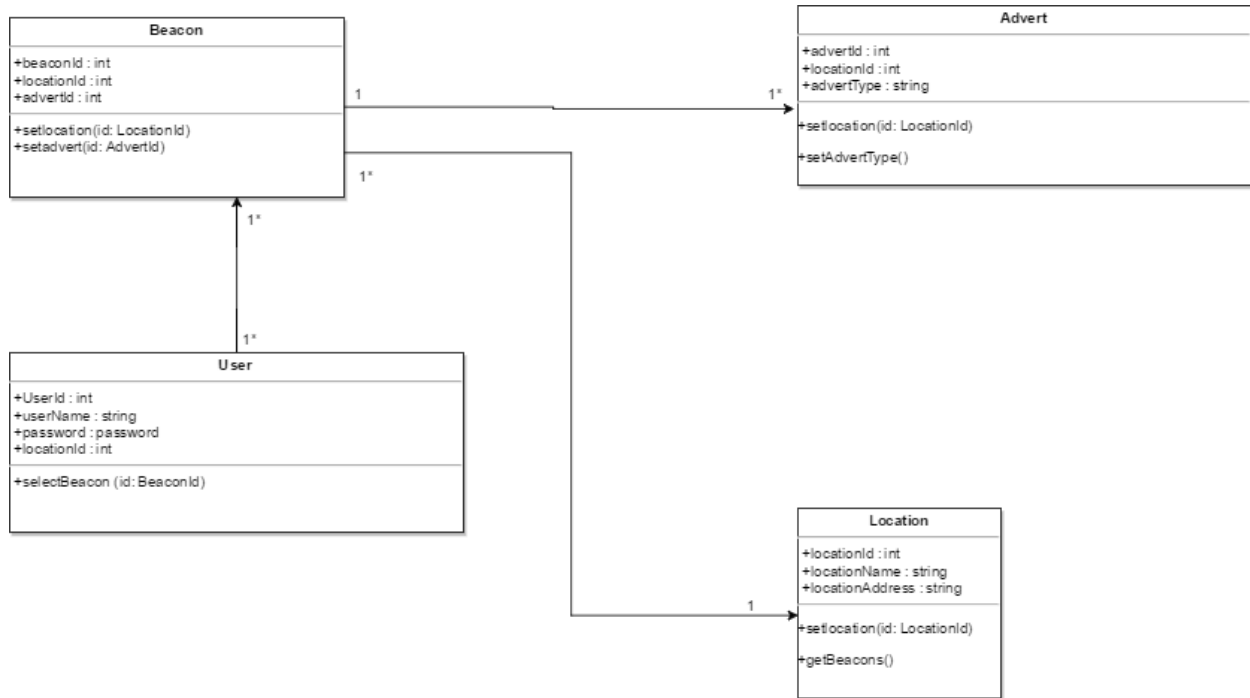 Beacon
+beaconId : int
+locationId : int
+advertId : int
+setlocation(id: LocationId)
+setadvert(id: AdvertId)
1
1*
1*
1*
1*
1
Advert
+advertId : int
+locationId : int
+advertType : string
+setlocation(id: LocationId)
+setAdvertType()
User
+UserId : int
+userName : string
+password : password
+locationId : int
+selectBeacon (id: BeaconId)
Location
+locationId : int
+locationName : string
+locationAddress : string
+setlocation(id: LocationId)
+getBeacons()